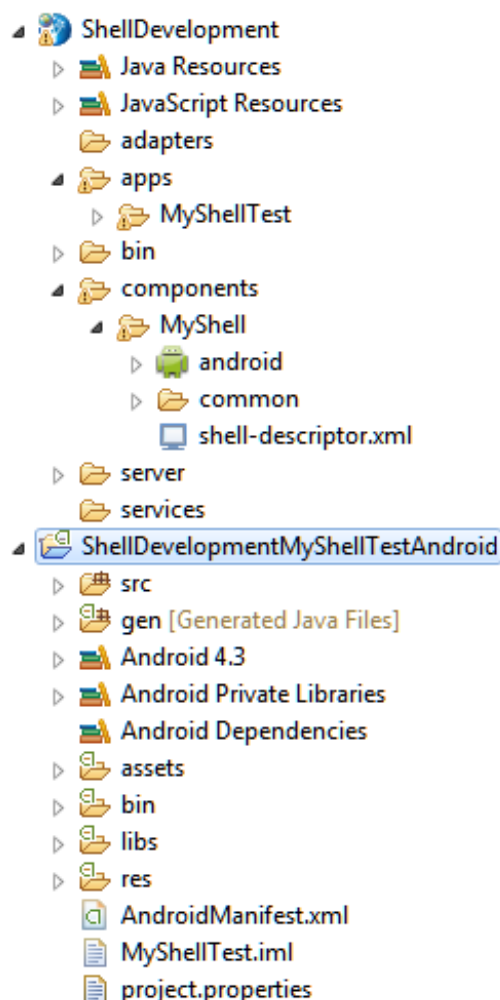 ShellDevelopment
Java Resources
JavaScript Resources
adapters
apps
MyShellTest
bin
components
MyShell
android
common
shell-descriptor.xml
server
services
ShellDevelopmentMyShellTestAndroid
src
gen [Generated Java Files]
Android 4.3
Android Private Libraries
Android Dependencies
assets
bin
libs
res
AndroidManifest.xml
MyShellTest.iml
project.properties